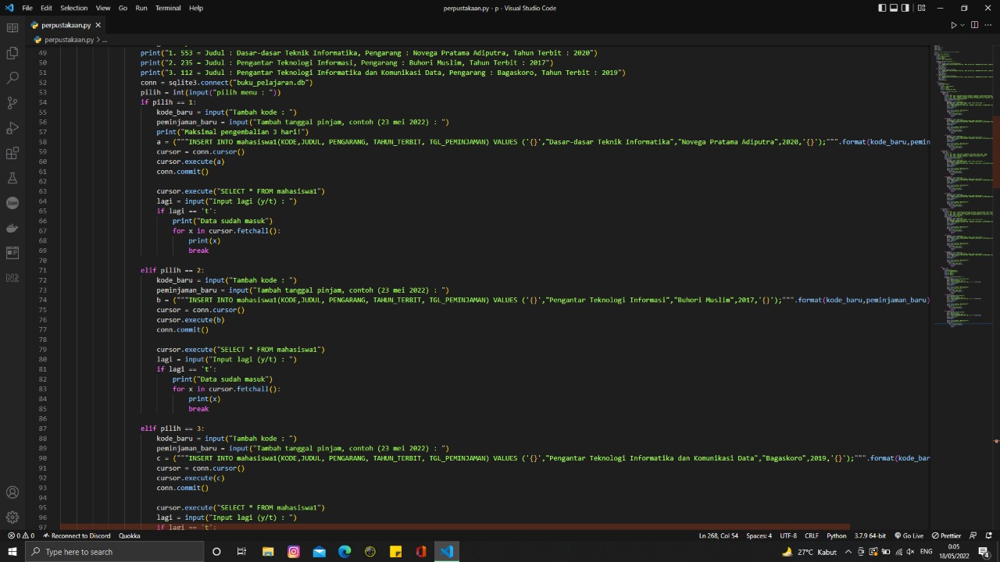 File Edit Selection View Go Run Terminal Help perpustakaan.py - p - Visual Studio Code
perpustakaan.py
perpustakaan.py > ...
49 print("1. 553 = Judul : Dasar-dasar Teknik Informatika, Pengarang : Novega Pratama Adiputra, Tahun Terbit : 2020")
50 print("2. 235 = Judul : Pengantar Teknologi Informasi, Pengarang : Buhori Muslim, Tahun Terbit : 2017")
51 print("3. 112 = Judul : Pengantar Teknologi Informatika dan Komunikasi Data, Pengarang : Bagaskoro, Tahun Terbit : 2019")
52 conn = sqlite3.connect("buku_pelajaran.db")
53 pilih = int(input("pilih menu : "))
54 if pilih == 1:
55 kode_baru = input("Tambah kode : ")
56 peminjaman_baru = input("Tambah tanggal pinjam, contoh (23 mei 2022) : ")
57 print("Maksimal pengembalian 3 hari!")
58 a = ("""INSERT INTO mahasiswa1(KODE,JUDUL, PENGARANG, TAHUN_TERBIT, TGL_PEMINJAMAN) VALUES ('{}',"Dasar-dasar Teknik Informatika","Novega Pratama Adiputra",2020,'{}');""".format(kode_baru,pemin
59 cursor = conn.cursor()
60 cursor.execute(a)
61 conn.commit()
62
63 cursor.execute("SELECT * FROM mahasiswa1")
64 lagi = input("Input lagi (y/t) : ")
65 if lagi == 't':
66 print("Data sudah masuk")
67 for x in cursor.fetchall():
68 print(x)
69 break
70
71 elif pilih == 2:
72 kode_baru = input("Tambah kode : ")
73 peminjaman_baru = input("Tambah tanggal pinjam, contoh (23 mei 2022) : ")
74 b = ("""INSERT INTO mahasiswa1(KODE,JUDUL, PENGARANG, TAHUN_TERBIT, TGL_PEMINJAMAN) VALUES ('{}',"Pengantar Teknologi Informasi","Buhori Muslim",2017,'{}');""".format(kode_baru,peminjaman_baru)
75 cursor = conn.cursor()
76 cursor.execute(b)
77 conn.commit()
78
79 cursor.execute("SELECT * FROM mahasiswa1")
80 lagi = input("Input lagi (y/t) : ")
81 if lagi == 't':
82 print("Data sudah masuk")
83 for x in cursor.fetchall():
84 print(x)
85 break
86
87 elif pilih == 3:
88 kode_baru = input("Tambah kode : ")
89 peminjaman_baru = input("Tambah tanggal pinjam, contoh (23 mei 2022) : ")
90 c = ("""INSERT INTO mahasiswa1(KODE,JUDUL, PENGARANG, TAHUN_TERBIT, TGL_PEMINJAMAN) VALUES ('{}',"Pengantar Teknologi Informatika dan Komunikasi Data","Bagaskoro",2019,'{}');""".format(kode_bar
91 cursor = conn.cursor()
92 cursor.execute(c)
93 conn.commit()
94
95 cursor.execute("SELECT * FROM mahasiswa1")
96 lagi = input("Input lagi (y/t) : ")
97 if lagi == 't':
0 0 Reconnect to Discord Quokka Ln 268, Col 54 Spaces: 4 UTF-8 CRLF Python 3.7.9 64-bit Go Live Prettier
Type here to search 27°C Kabut ENG 0:05
18/05/2022 4